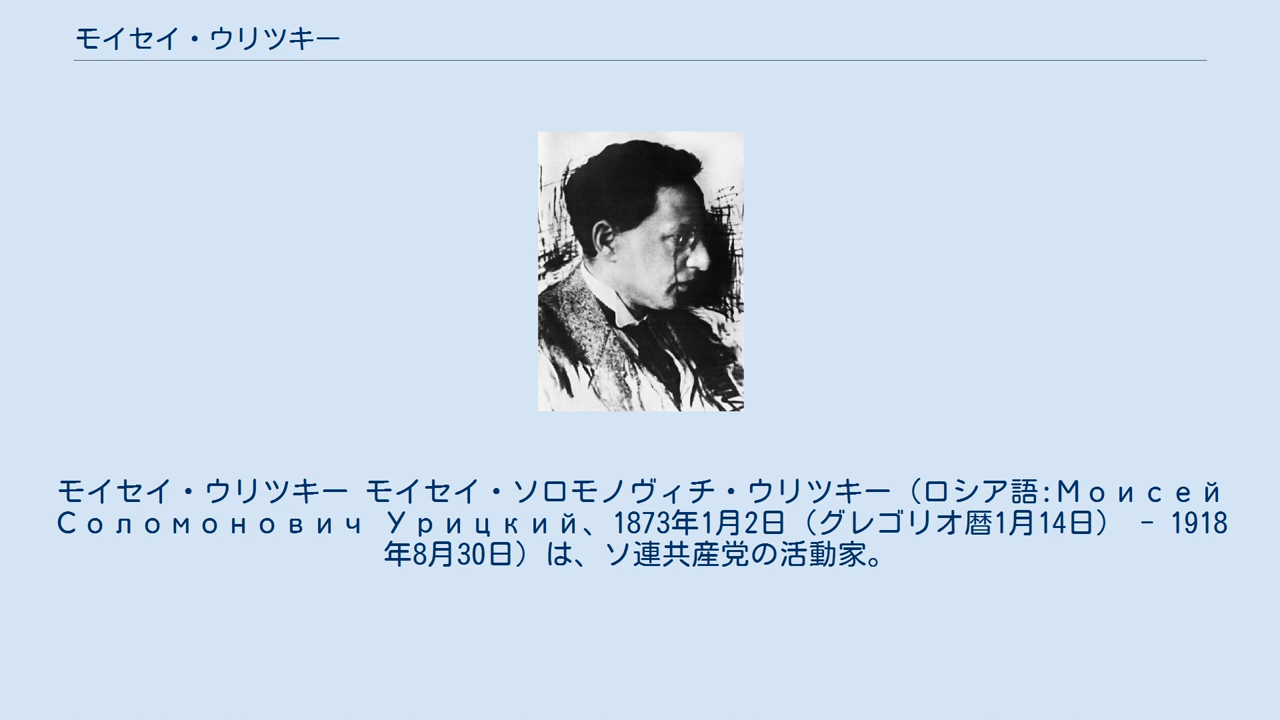 モイセイ・ウリツキー
モイセイ・ウリツキー モイセイ・ソロモノヴィチ・ウリツキー（ロシア語:Моисей
Соломонович Урицкий、1873年1月2日（グレゴリオ暦1月14日） - 1918
年8月30日）は、ソ連共産党の活動家。